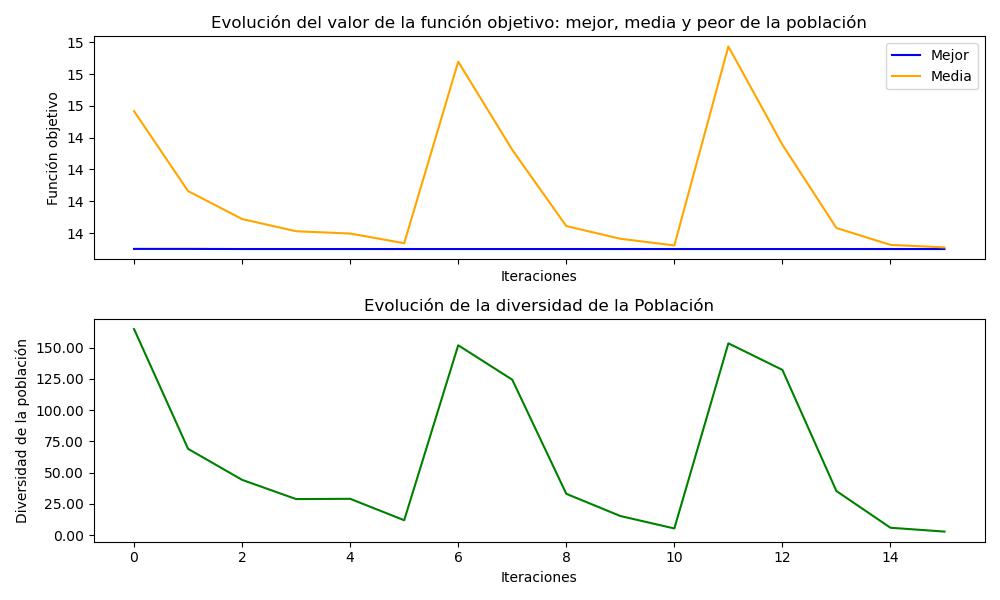 Evolución del valor de la función objetivo: mejor, media y peor de la población
15
15
15
14
14
14
14
Función objetivo
Mejor
Media
Iteraciones
Evolución de la diversidad de la Población
150.00
125.00
100.00
75.00
50.00
25.00
0.00
Diversidad de la población
0 2 4 6 8 10 12 14
Iteraciones